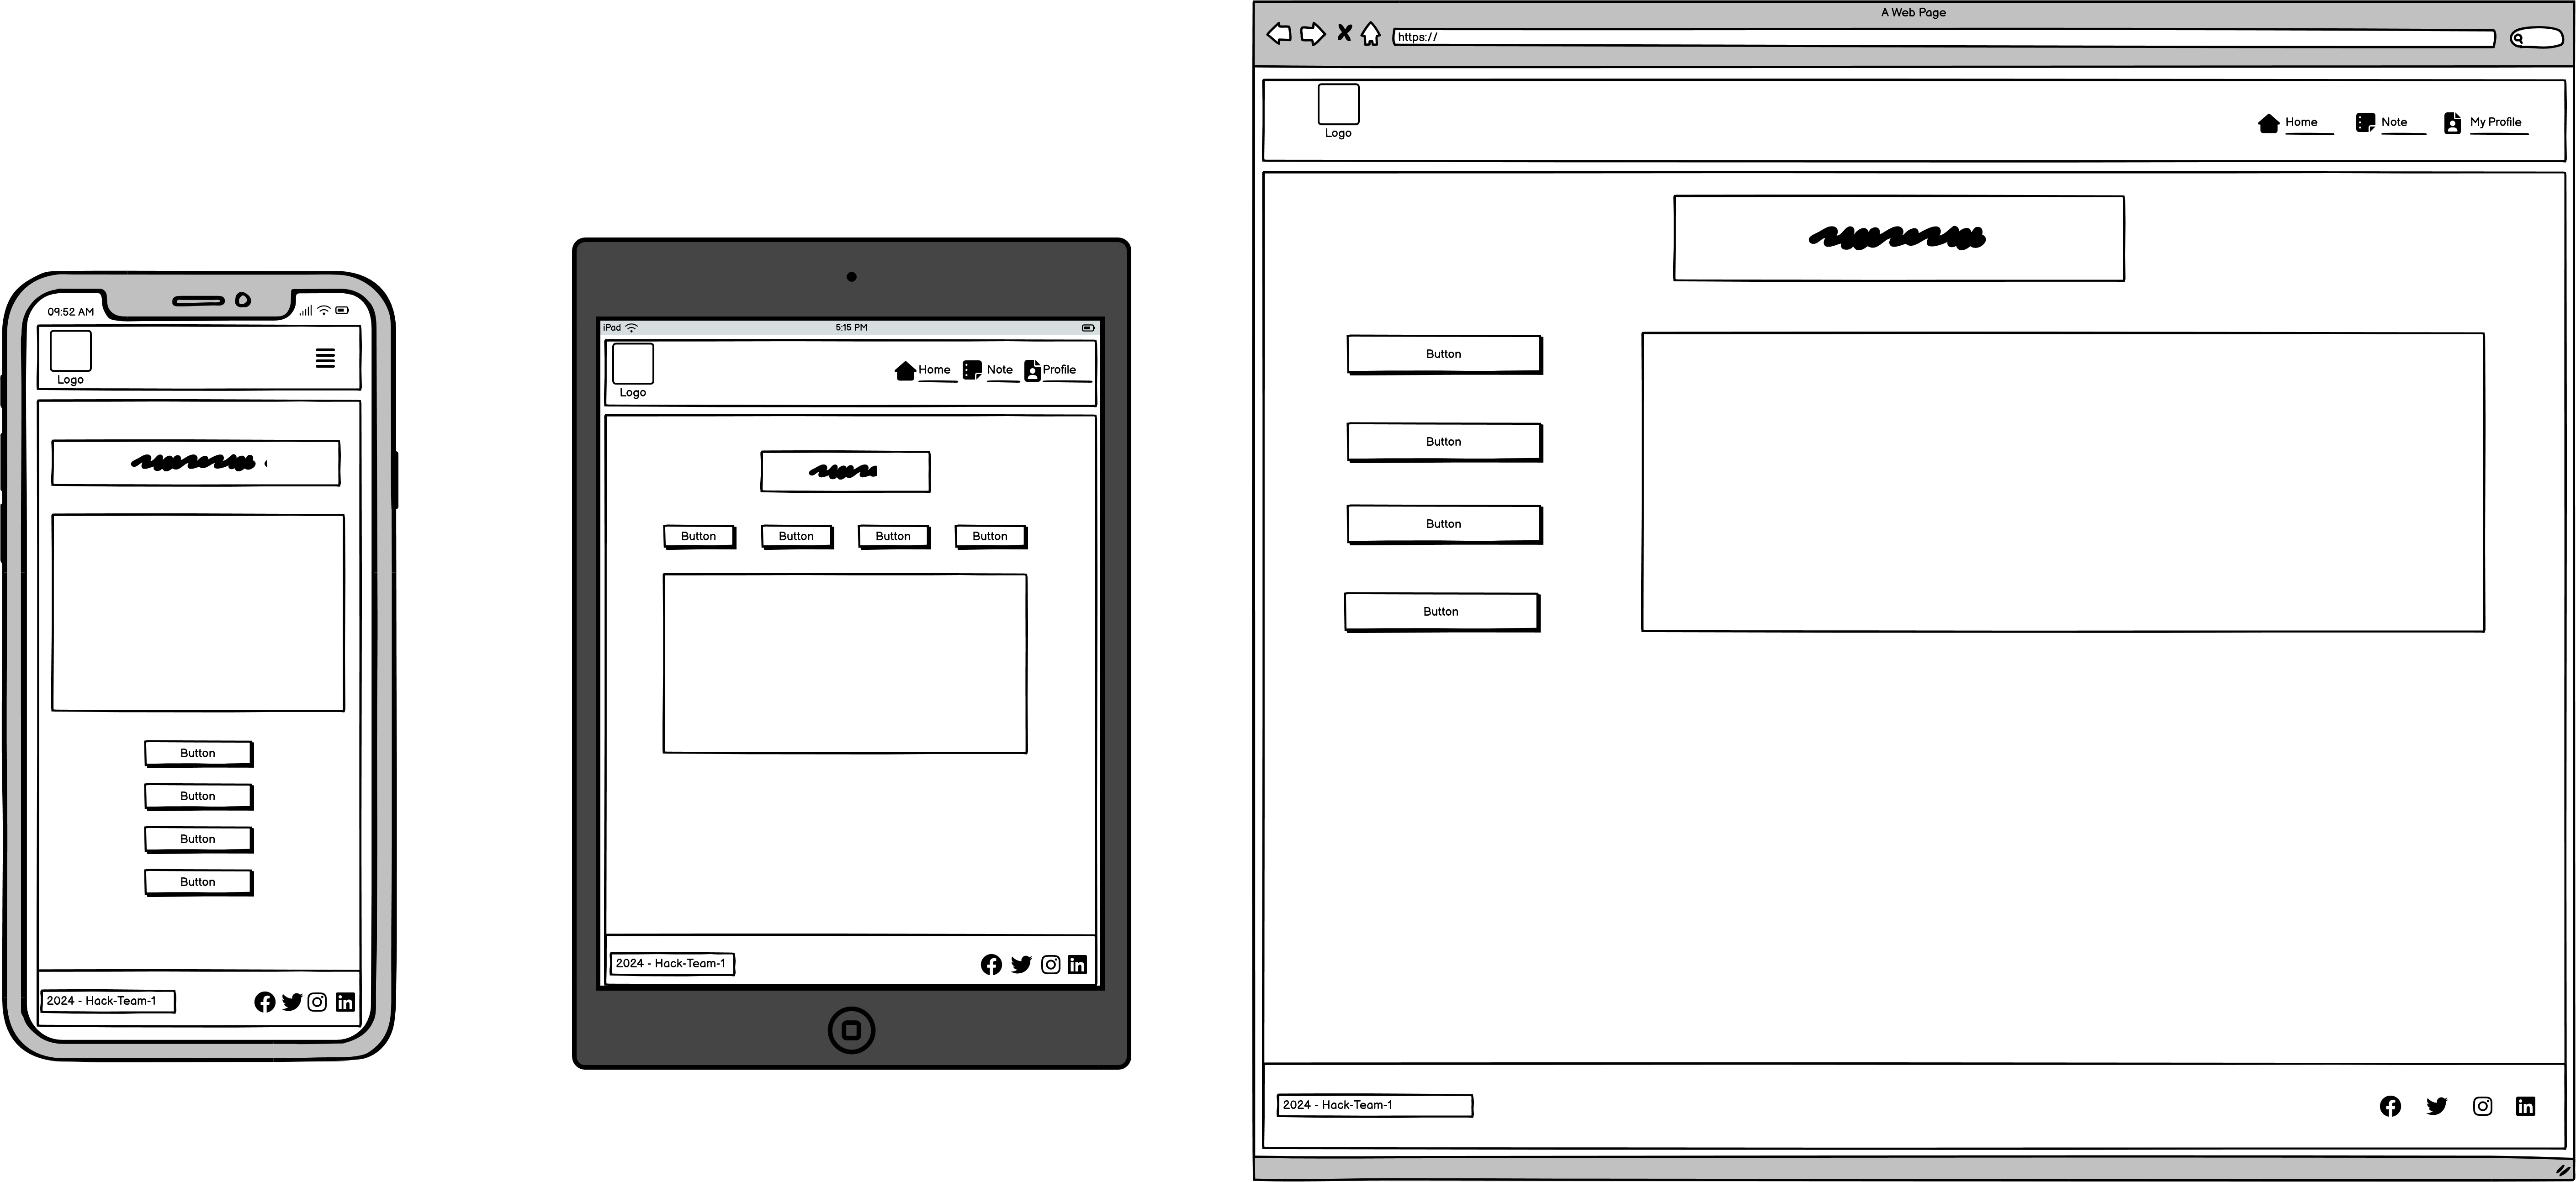 09:52 AM
Logo
Button
Button
Button
Button
2024 - Hack-Team-1
iPad
5:15 PM
Logo
Home Note Profile
Button Button Button Button
2024 - Hack-Team-1
A Web Page
https://
Logo
Home Note My Profile
Button
Button
Button
Button
2024 - Hack-Team-1